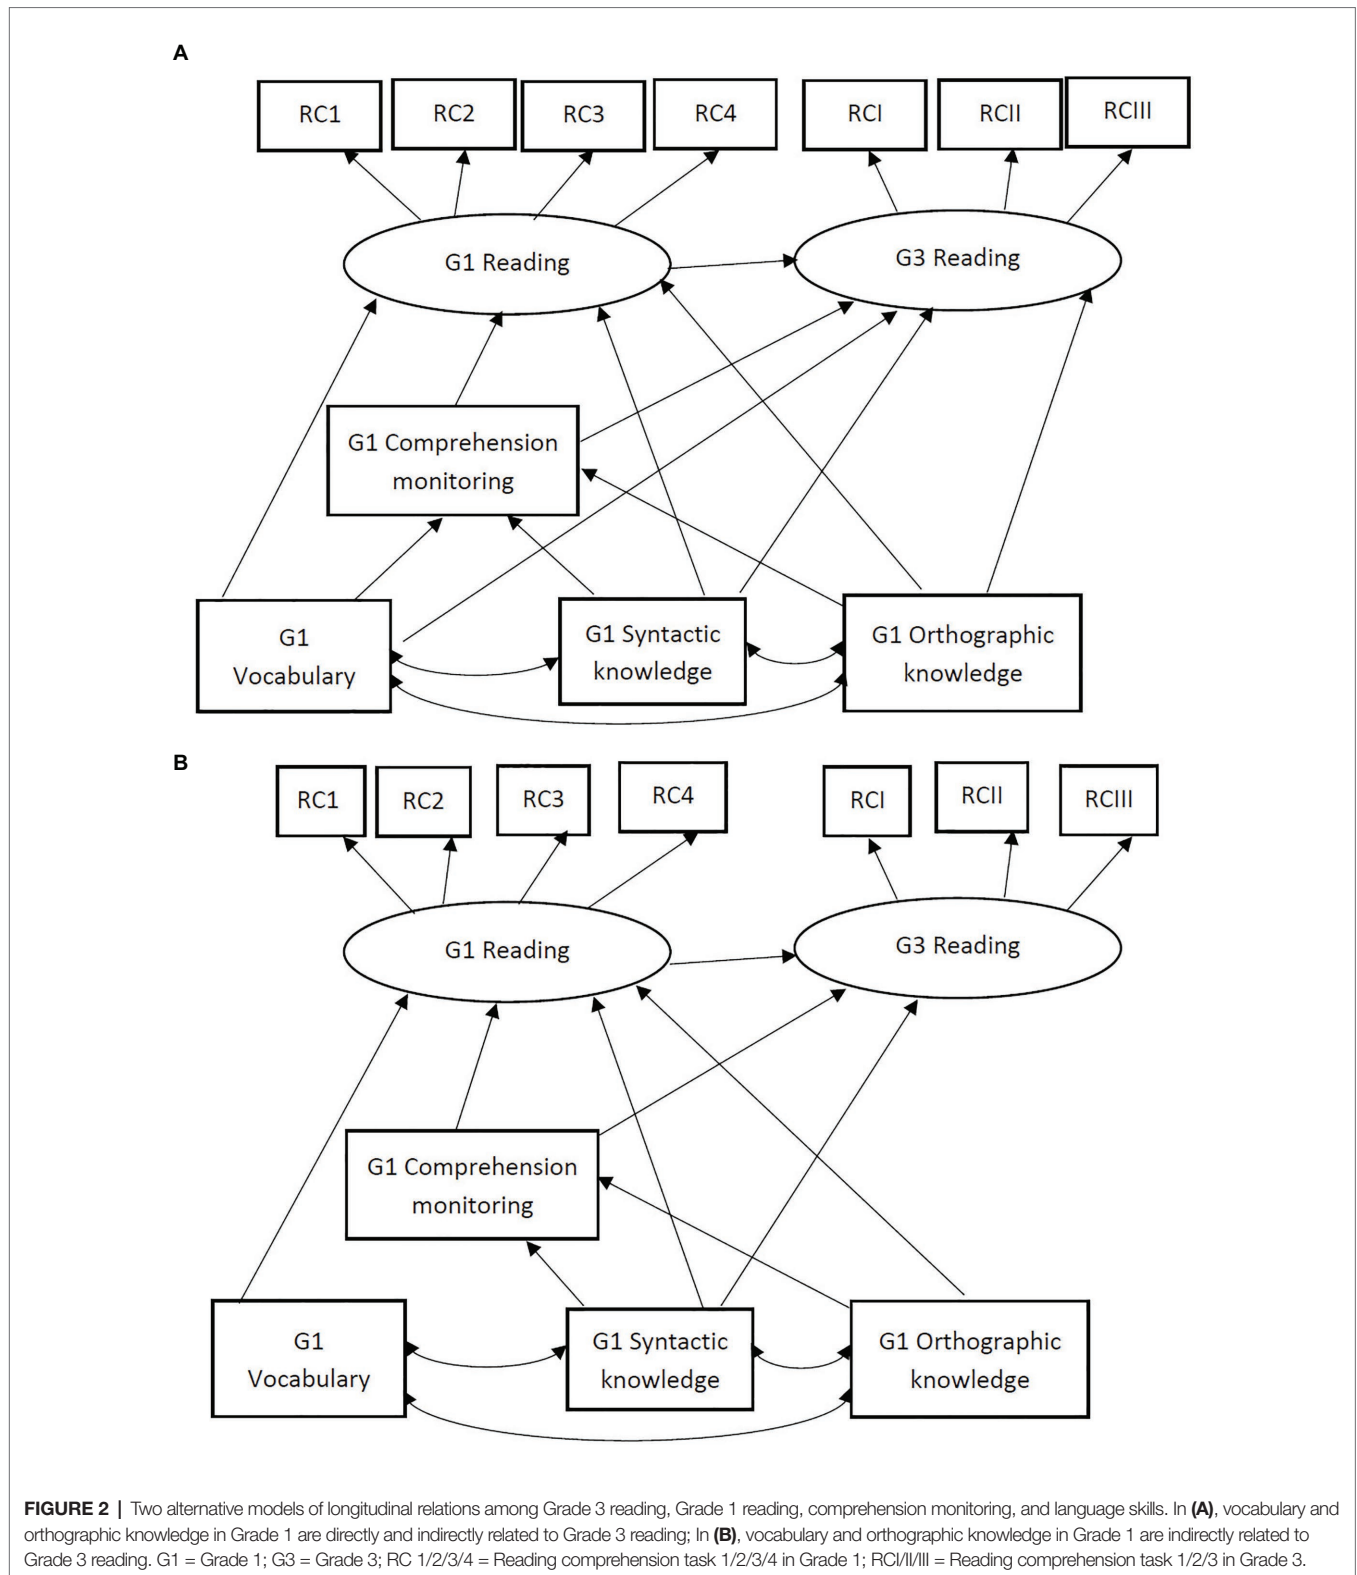 A
RC1 RC2 RC3 RC4 RCI RCII RCIII
G1 Reading G3 Reading
G1 Comprehension
monitoring
G1
Vocabulary
G1 Syntactic
knowledge
G1 Orthographic
knowledge
B
RC1 RC2 RC3 RC4 RCI RCII RCIII
G1 Reading G3 Reading
G1 Comprehension
monitoring
G1
Vocabulary
G1 Syntactic
knowledge
G1 Orthographic
knowledge
FIGURE 2 | Two alternative models of longitudinal relations among Grade 3 reading, Grade 1 reading, comprehension monitoring, and language skills. In (A), vocabulary and
orthographic knowledge in Grade 1 are directly and indirectly related to Grade 3 reading; In (B), vocabulary and orthographic knowledge in Grade 1 are indirectly related to
Grade 3 reading. G1 = Grade 1; G3 = Grade 3; RC 1/2/3/4 = Reading comprehension task 1/2/3/4 in Grade 1; RCI/II/III = Reading comprehension task 1/2/3 in Grade 3.